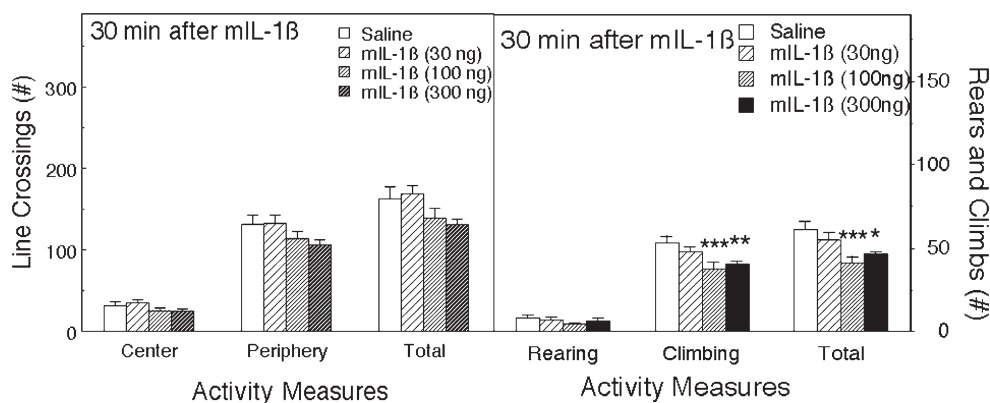 30 min after mIL-1ß
Saline
mIL-1ß (30 ng)
mIL-1ß (100 ng)
mIL-1ß (300 ng)
Line Crossings (#)
300
200
100
0
Center Periphery Total
Activity Measures
30 min after mIL-1ß
Saline
mIL-1ß (30ng)
mIL-1ß (100ng)
mIL-1ß (300ng)
*** ** *** *
150
100
50
0
Rears and Climbs (#)
Rearing Climbing Total
Activity Measures